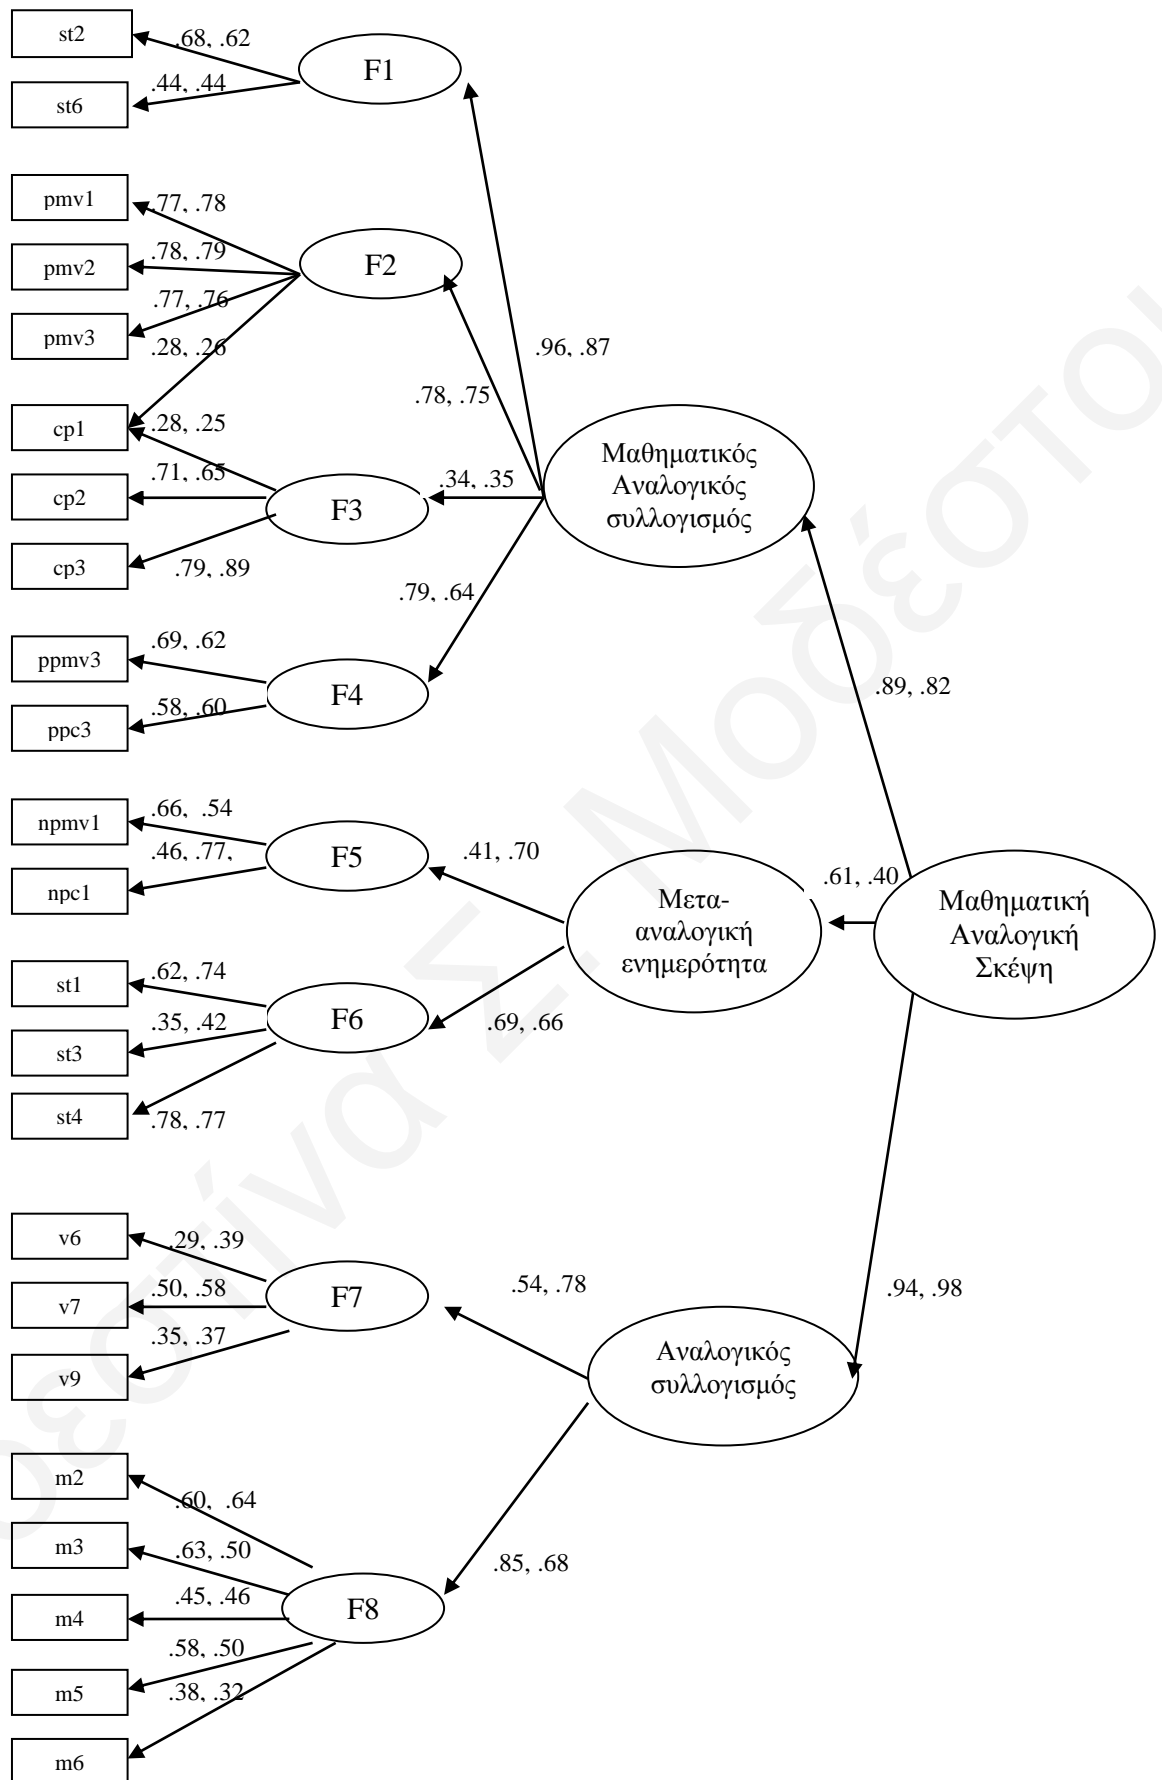 st2
.68, .62
F1
.44, .44
st6
pmv1
.77, .78
pmv2
.78, .79
F2
pmv3
.77, .76
.28, .26
.96, .87
.78, .75
cp1
.28, .25
cp2
.71, .65
F3
.34, .35
Μαθηματικός
Αναλογικός
συλλογισμός
cp3
.79, .89
.79, .64
ppmv3
.69, .62
F4
ppc3
.58, .60
.89, .82
npmv1
.66, .54
F5
.41, .70
npc1
.46, .77,
Μετα-
αναλογική
ενημερότητα
.61, .40
Μαθηματική
Αναλογική
Σκέψη
st1
.62, .74
F6
st3
.35, .42
.69, .66
st4
.78, .77
v6
.29, .39
v7
.50, .58
F7
.54, .78
.94, .98
v9
.35, .37
Αναλογικός
συλλογισμός
m2
.60, .64
m3
.63, .50
.85, .68
m4
.45, .46
F8
.58, .50
m5
.38, .32
m6
Μοδεστίνα Σ. Μοδέστου